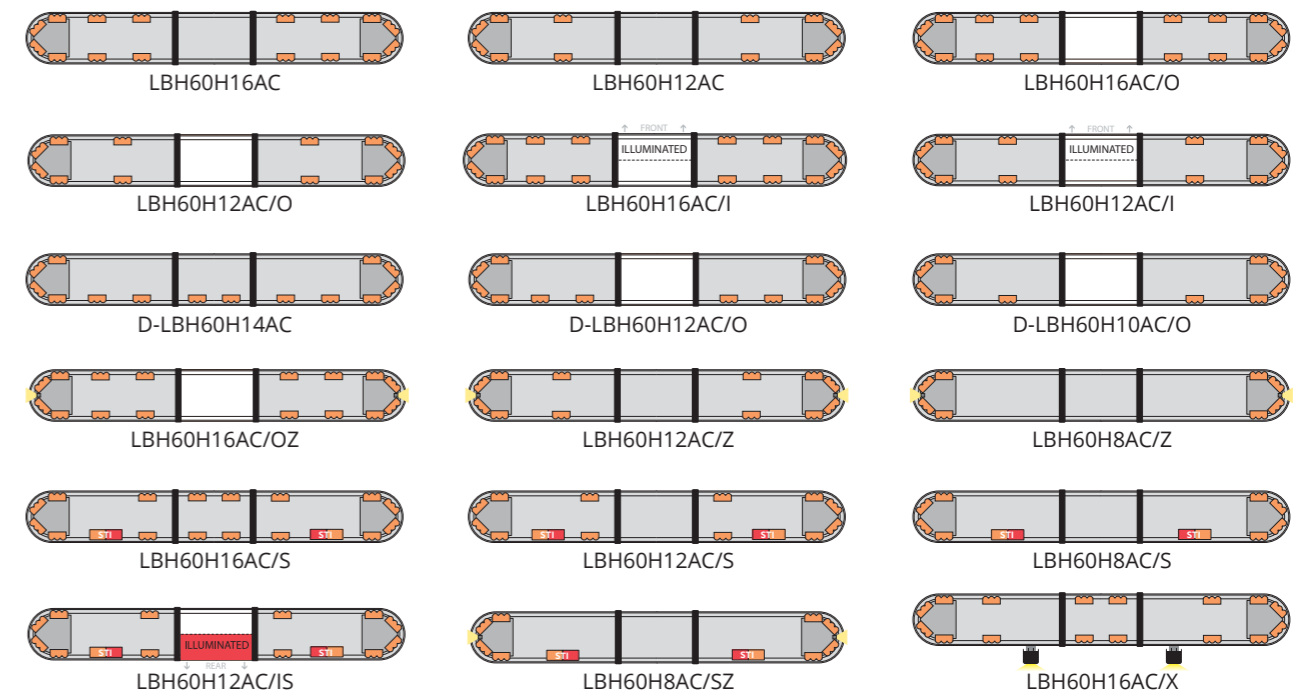 LBH60H16AC
LBH60H12AC
LBH60H16AC/O
LBH60H12AC/O
↑ FRONT ↑
ILLUMINATED
LBH60H16AC/I
↑ FRONT ↑
ILLUMINATED
LBH60H12AC/I
D-LBH60H14AC
D-LBH60H12AC/O
D-LBH60H10AC/O
LBH60H16AC/OZ
LBH60H12AC/Z
LBH60H8AC/Z
STI STI
LBH60H16AC/S
STI STI
LBH60H12AC/S
STI STI
LBH60H8AC/S
STI ILLUMINATED STI
↓ REAR ↓
LBH60H12AC/IS
STI STI
LBH60H8AC/SZ
LBH60H16AC/X